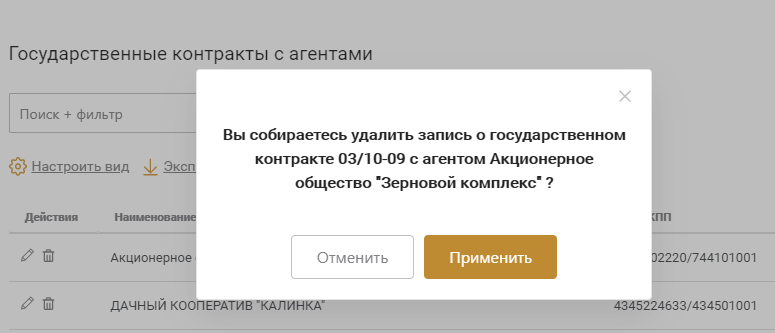 Государственные контракты с агентами
Поиск + фильтр
Вы собираетесь удалить запись о государственном
контракте 03/10-09 с агентом Акционерное
общество "Зерновой комплекс" ?
Настроить вид
Отменить
Применить
Действия
Наименование
КПП
Акционерное
02220/744101001
ДАЧНЫЙ КООПЕРАТИВ "КАЛИНКА"
4345224633/434501001